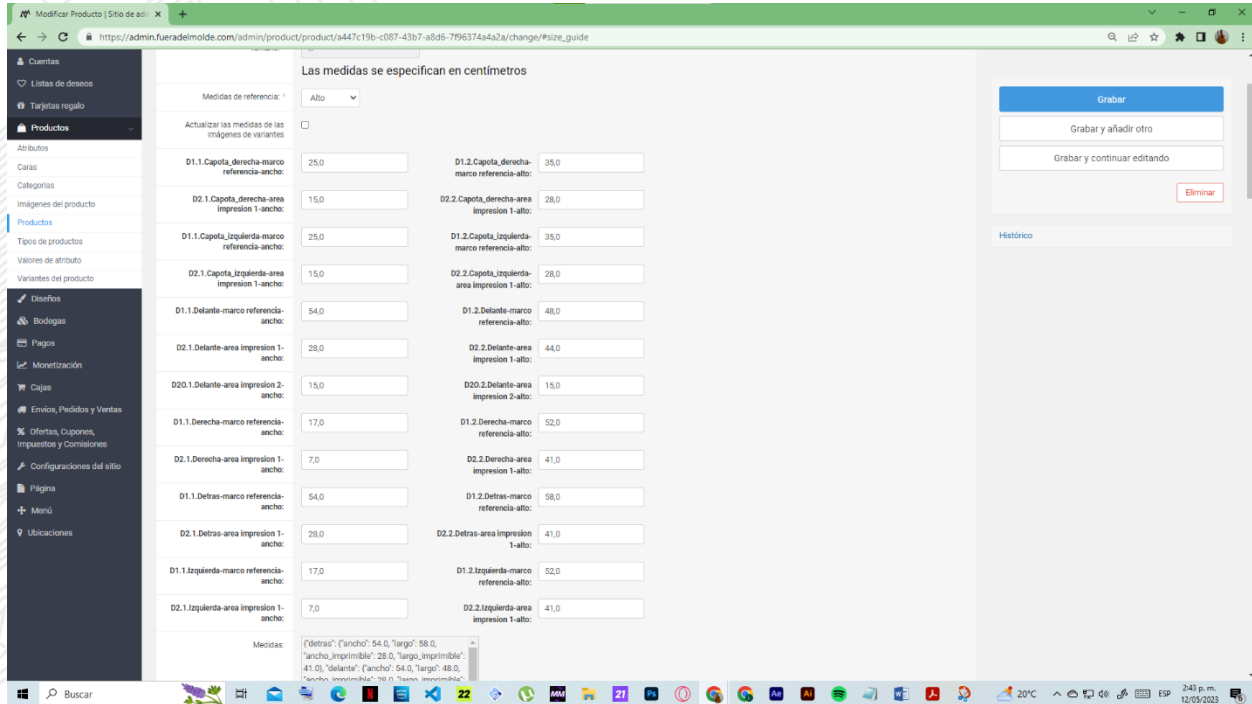 Modificar Producto | Sitio de adm
https://admin.fueradelmolde.com/admin/product/product/a447c19b-c087-43b7-a8d6-7f96374a4a2a/change/#size_guide
Cuentas
Listas de deseos
Tarjetas regalo
Productos
Atributos
Caras
Categorias
Imágenes del producto
Productos
Tipos de productos
Valores de atributo
Variantes del producto
Diseños
Bodegas
Pagos
Monetización
Cajas
Envios, Pedidos y Ventas
Ofertas, Cupones,
Impuestos y Comisiones
Configuraciones del sitio
Página
Menú
Ubicaciones
Las medidas se especifican en centímetros
Medidas de referencia: *
Alto
Actualizar las medidas de las
imágenes de variantes
D1.1.Capota_derecha-marco
referencia-ancho:
25,0
D1.2.Capota_derecha-
marco referencia-alto:
35,0
D2.1.Capota_derecha-area
impresion 1-ancho:
15,0
D2.2.Capota_derecha-area
impresion 1-alto:
28,0
D1.1.Capota_izquierda-marco
referencia-ancho:
25,0
D1.2.Capota_izquierda-
marco referencia-alto:
35,0
D2.1.Capota_izquierda-area
impresion 1-ancho:
15,0
D2.2.Capota_izquierda-
area impresion 1-alto:
28,0
D1.1.Delante-marco referencia-
ancho:
54,0
D1.2.Delante-marco
referencia-alto:
48,0
D2.1.Delante-area impresion 1-
ancho:
28,0
D2.2.Delante-area
impresion 1-alto:
44,0
D20.1.Delante-area impresion 2-
ancho:
15,0
D20.2.Delante-area
impresion 2-alto:
15,0
D1.1.Derecha-marco referencia-
ancho:
17,0
D1.2.Derecha-marco
referencia-alto:
52,0
D2.1.Derecha-area impresion 1-
ancho:
7,0
D2.2.Derecha-area
impresion 1-alto:
41,0
D1.1.Detras-marco referencia-
ancho:
54,0
D1.2.Detras-marco
referencia-alto:
58,0
D2.1.Detras-area impresion 1-
ancho:
28,0
D2.2.Detras-area impresion
1-alto:
41,0
D1.1.Izquierda-marco referencia-
ancho:
17,0
D1.2.Izquierda-marco
referencia-alto:
52,0
D2.1.Izquierda-area impresion 1-
ancho:
7,0
D2.2.Izquierda-area
impresion 1-alto:
41,0
Medidas:
{"detras": {"ancho": 54.0, "largo": 58.0,
"ancho_imprimible": 28.0, "largo_imprimible":
41.0}, "delante": {"ancho": 54.0, "largo": 48.0,
Grabar
Grabar y añadir otro
Grabar y continuar editando
Eliminar
Histórico
Buscar
22
MM
21
Ps
Ae
Ai
20°C
ESP
2:43 p. m.
12/05/2023